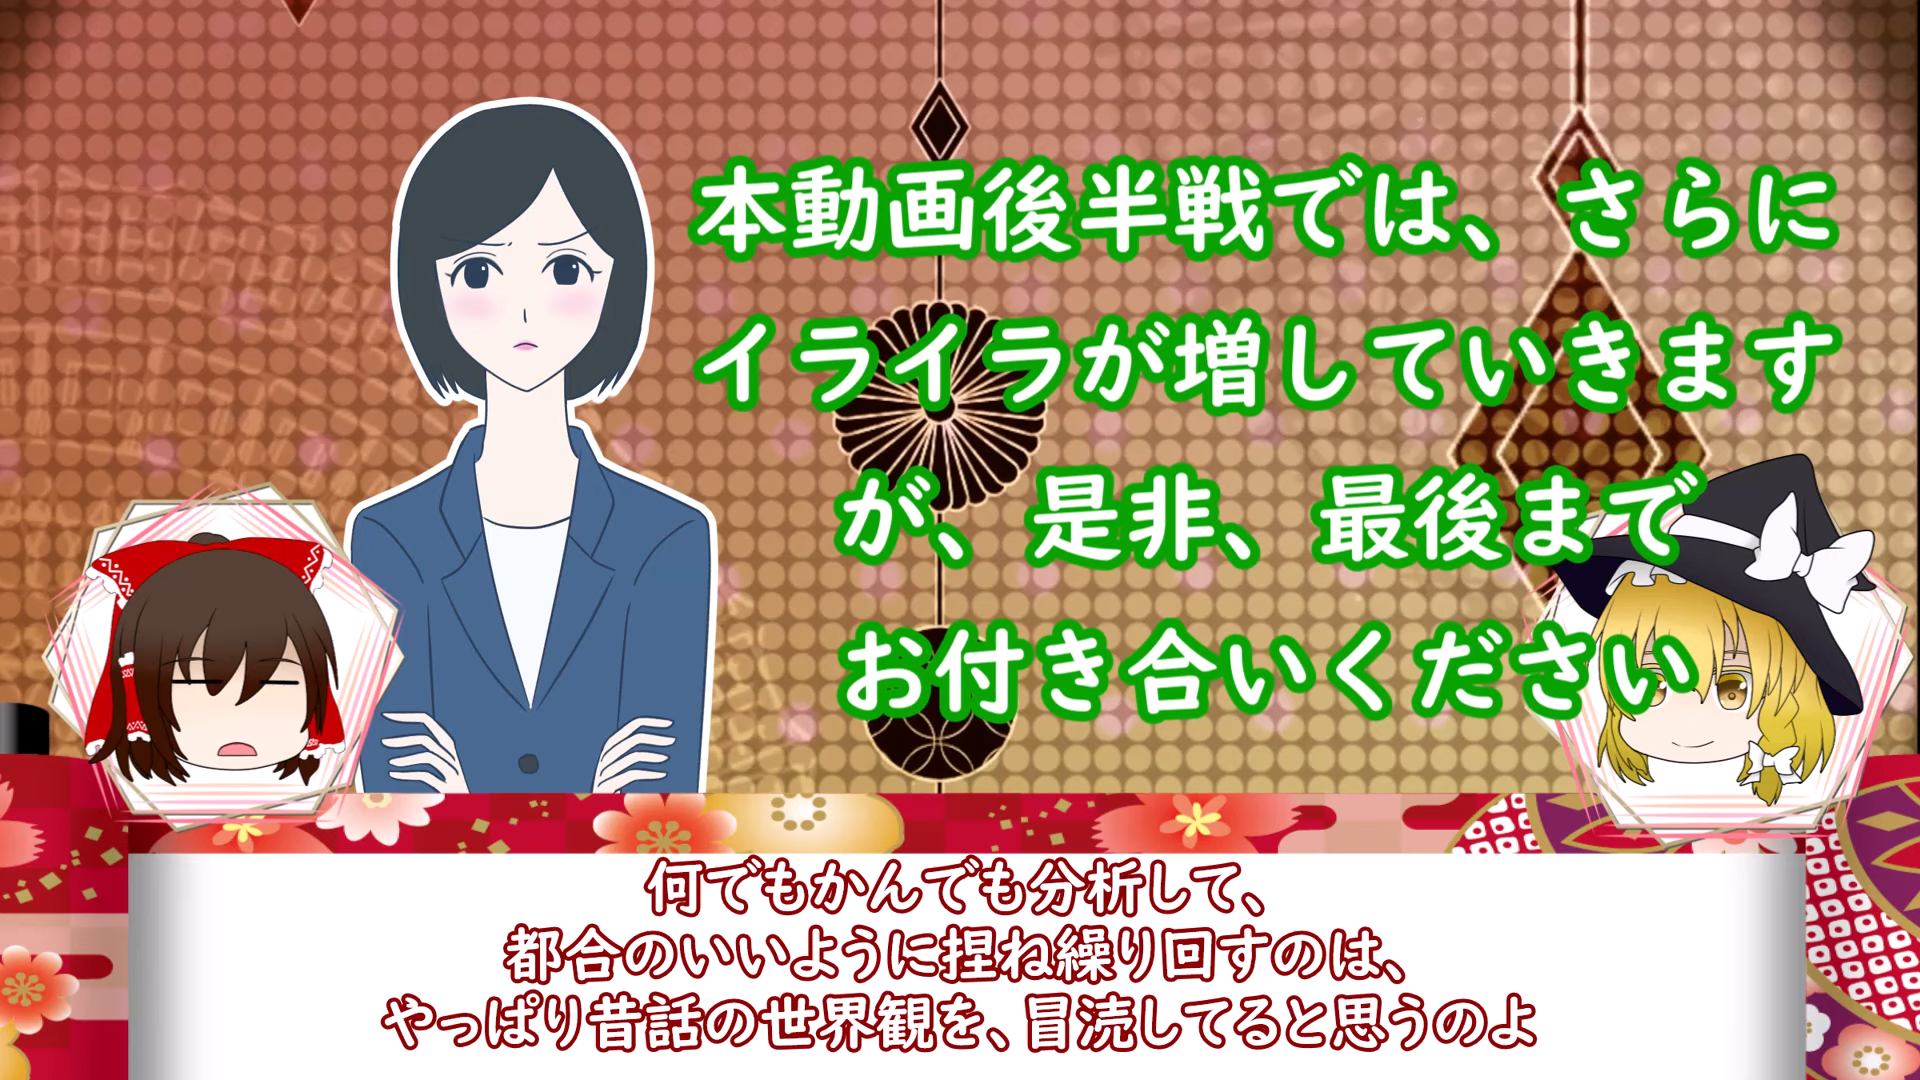 本動画後半戦では、さらに
イライラが増していきます
が、是非、最後まで
お付き合いください
何でもかんでも分析して、
都合のいいように捏ね繰り回すのは、
やっぱり昔話の世界観を、冒涜してると思うのよ